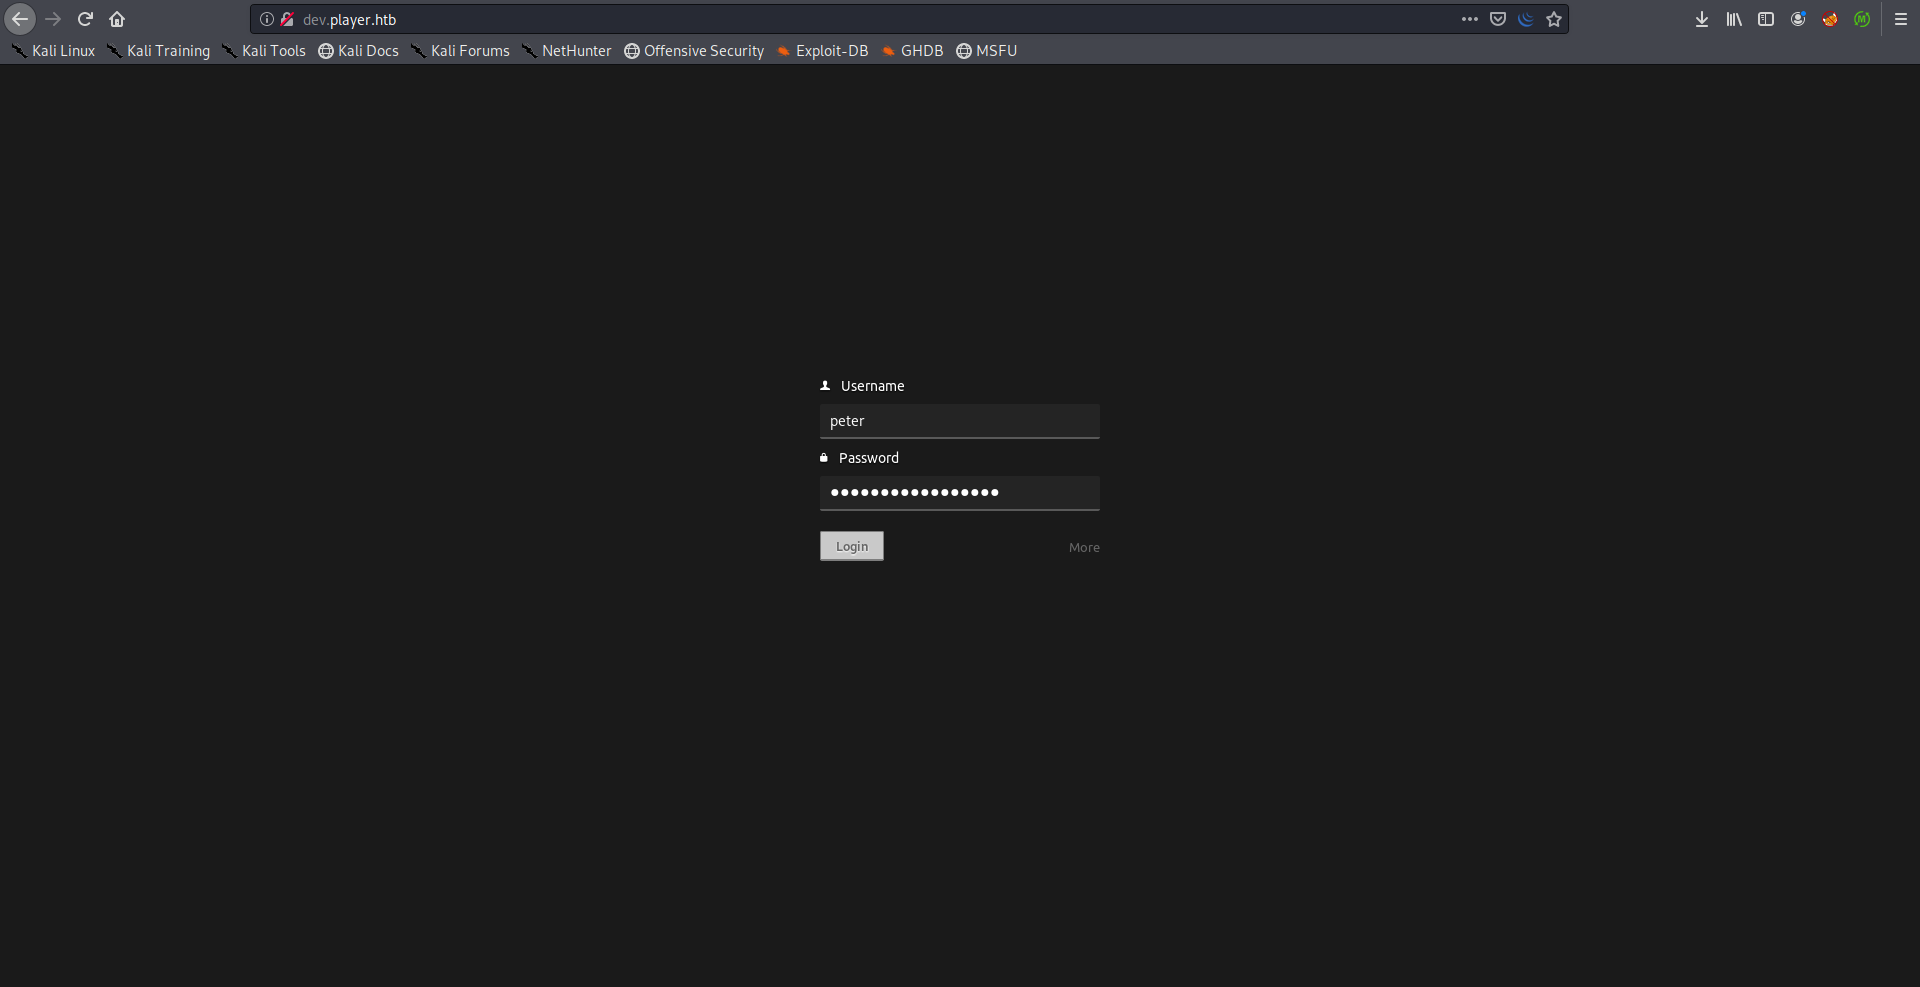 dev.player.htb
Kali Linux Kali Training Kali Tools Kali Docs Kali Forums NetHunter Offensive Security Exploit-DB GHDB MSFU
Username
peter
Password
•••••••••••••••••
Login More